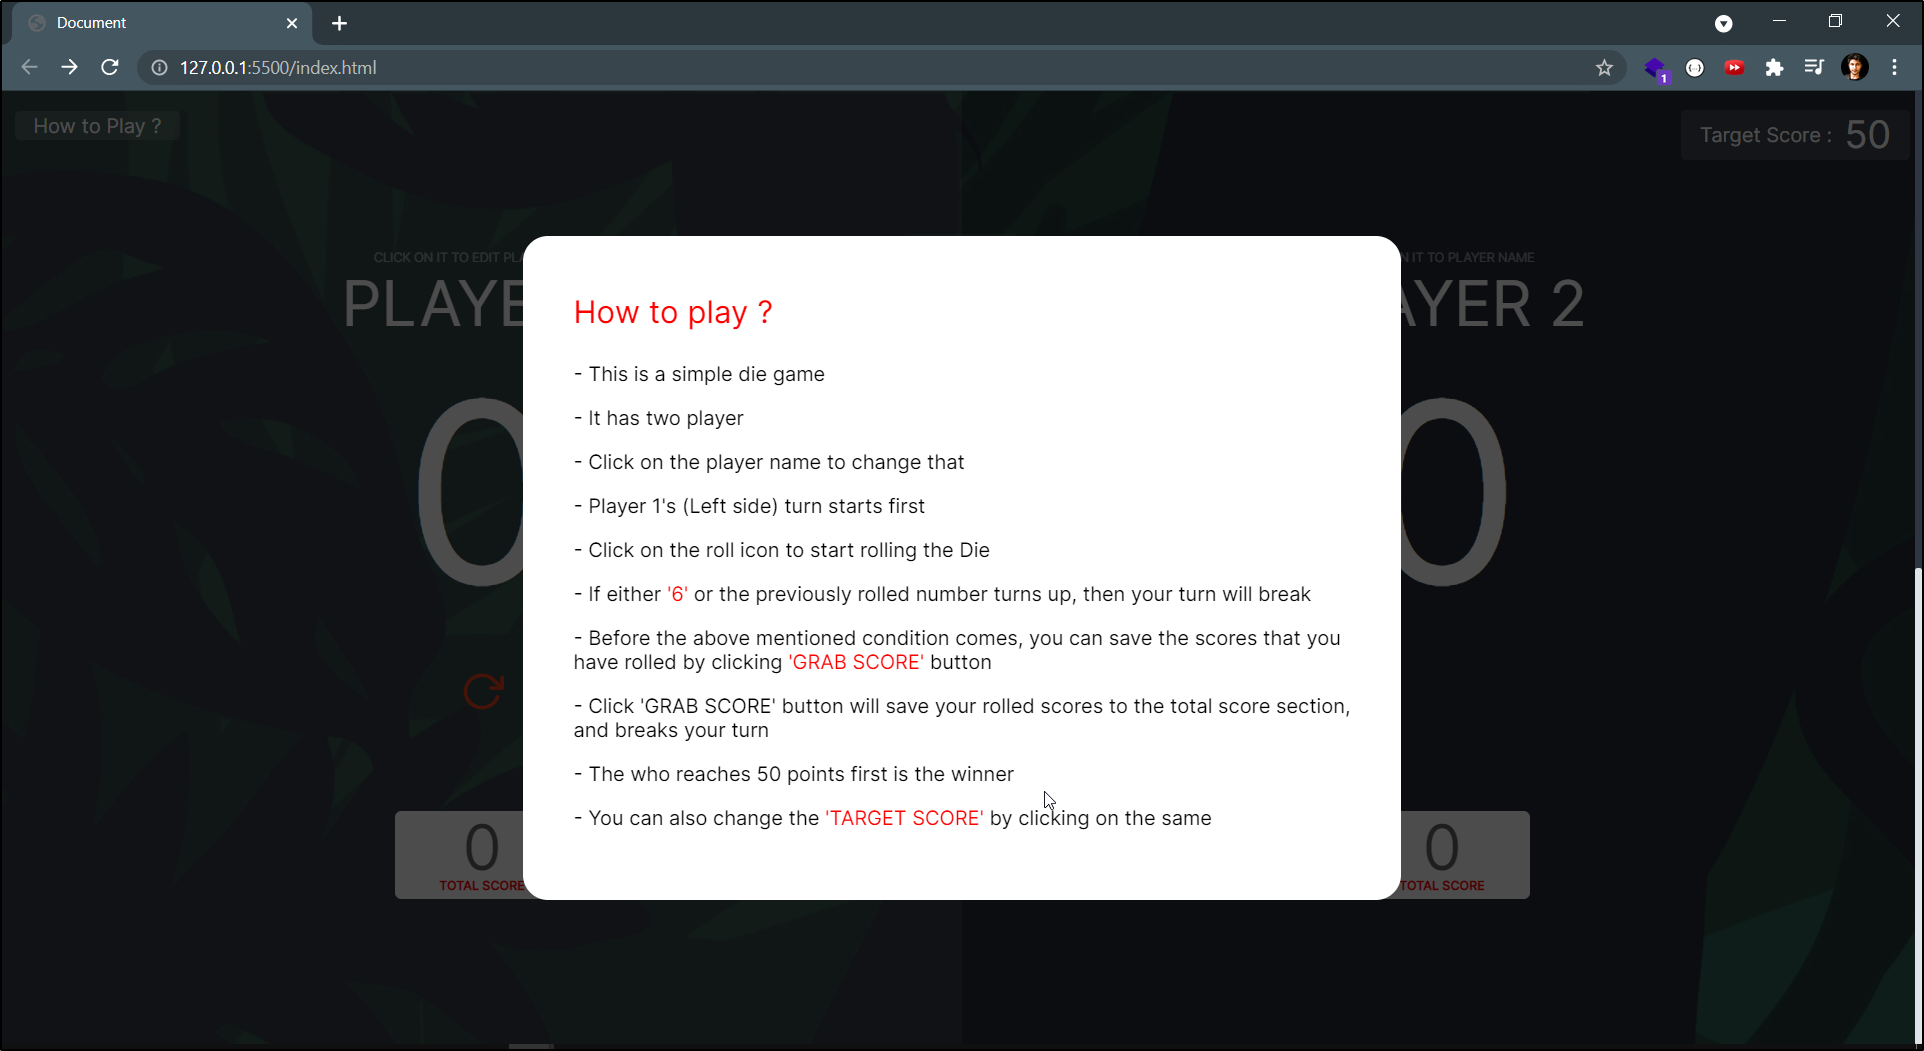 Document
127.0.0.1:5500/index.html
1
How to Play ?
Target Score : 50
CLICK ON IT TO EDIT
IT TO PLAYER NAME
PLAYER 2
0
0
How to play ?
- This is a simple die game
- It has two player
- Click on the player name to change that
- Player 1's (Left side) turn starts first
- Click on the roll icon to start rolling the Die
- If either '6' or the previously rolled number turns up, then your turn will break
- Before the above mentioned condition comes, you can save the scores that you
have rolled by clicking 'GRAB SCORE' button
- Click 'GRAB SCORE' button will save your rolled scores to the total score section,
and breaks your turn
- The who reaches 50 points first is the winner
- You can also change the 'TARGET SCORE' by clicking on the same
0
TOTAL SCORE
0
TOTAL SCORE